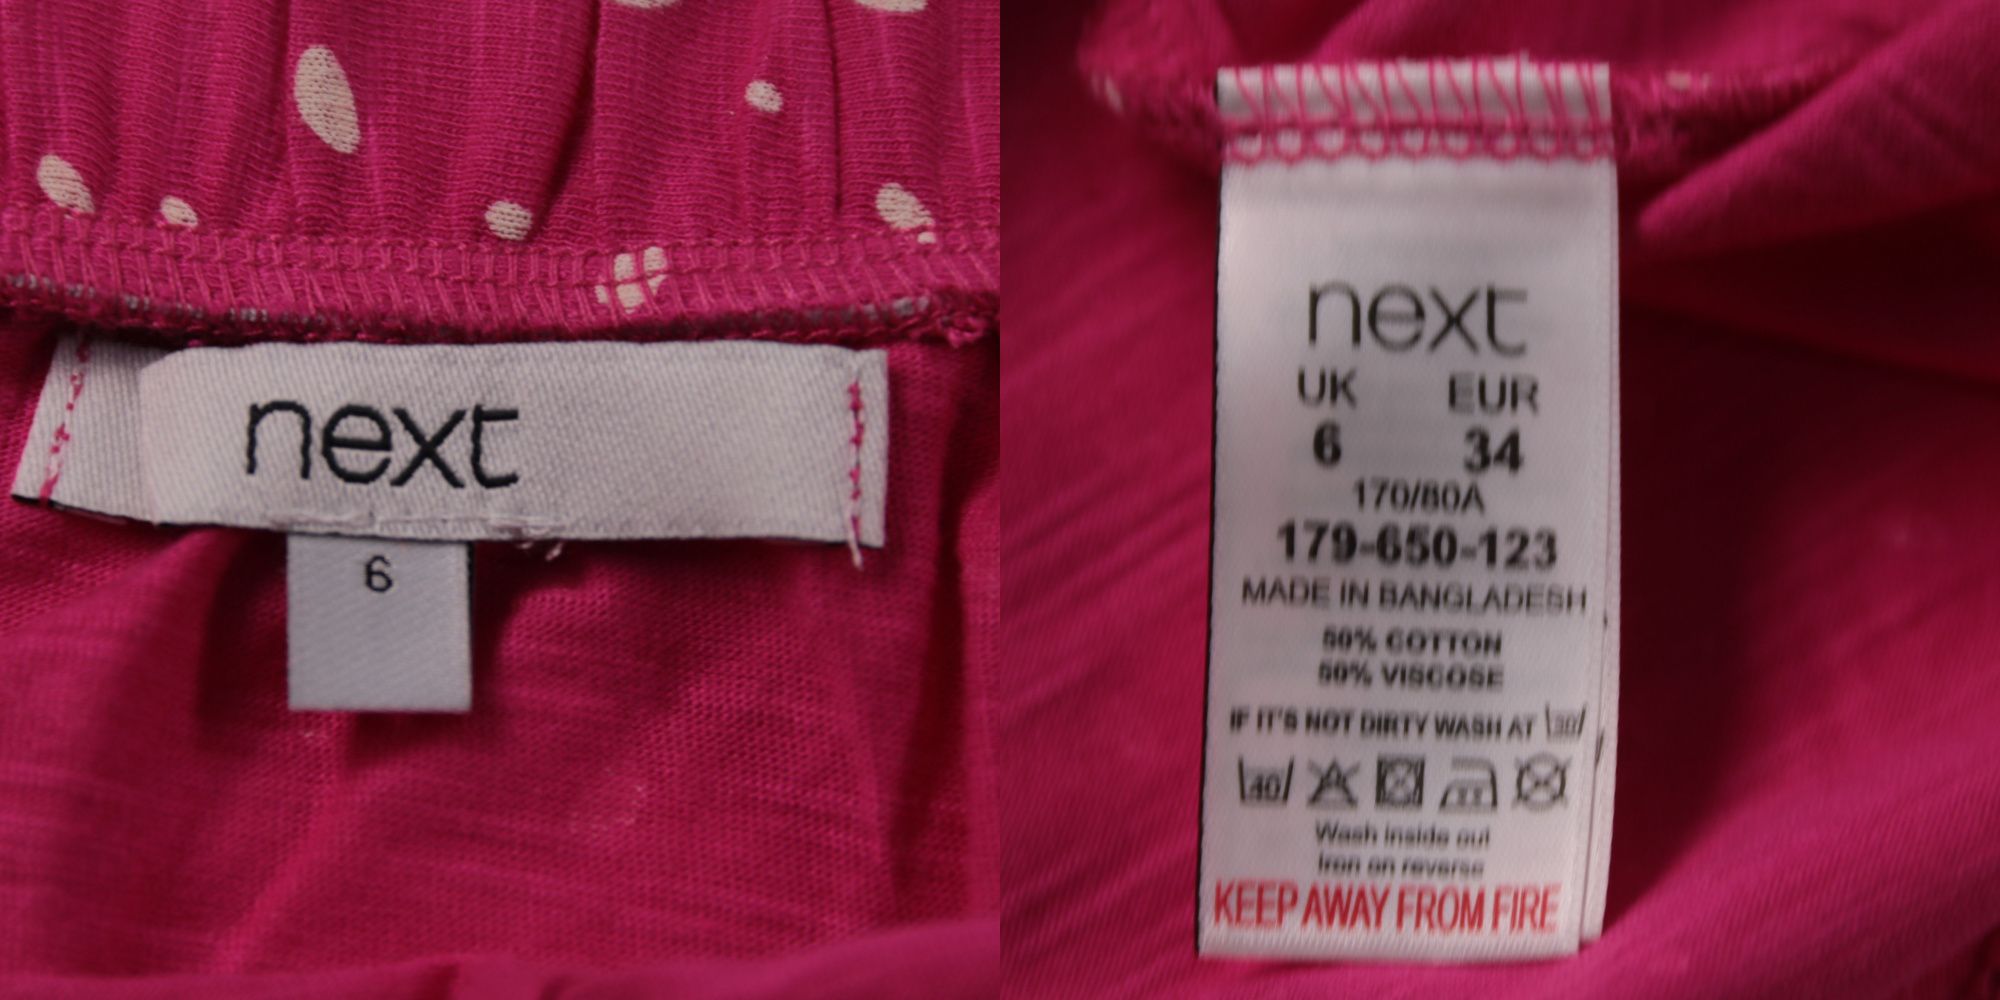 next
6
next
UK EUR
6 34
170/80A
179-650-123
MADE IN BANGLADESH
50% COTTON
50% VISCOSE
IF IT'S NOT DIRTY WASH AT 30
40
Wash inside out
Iron on reverse
KEEP AWAY FROM FIRE